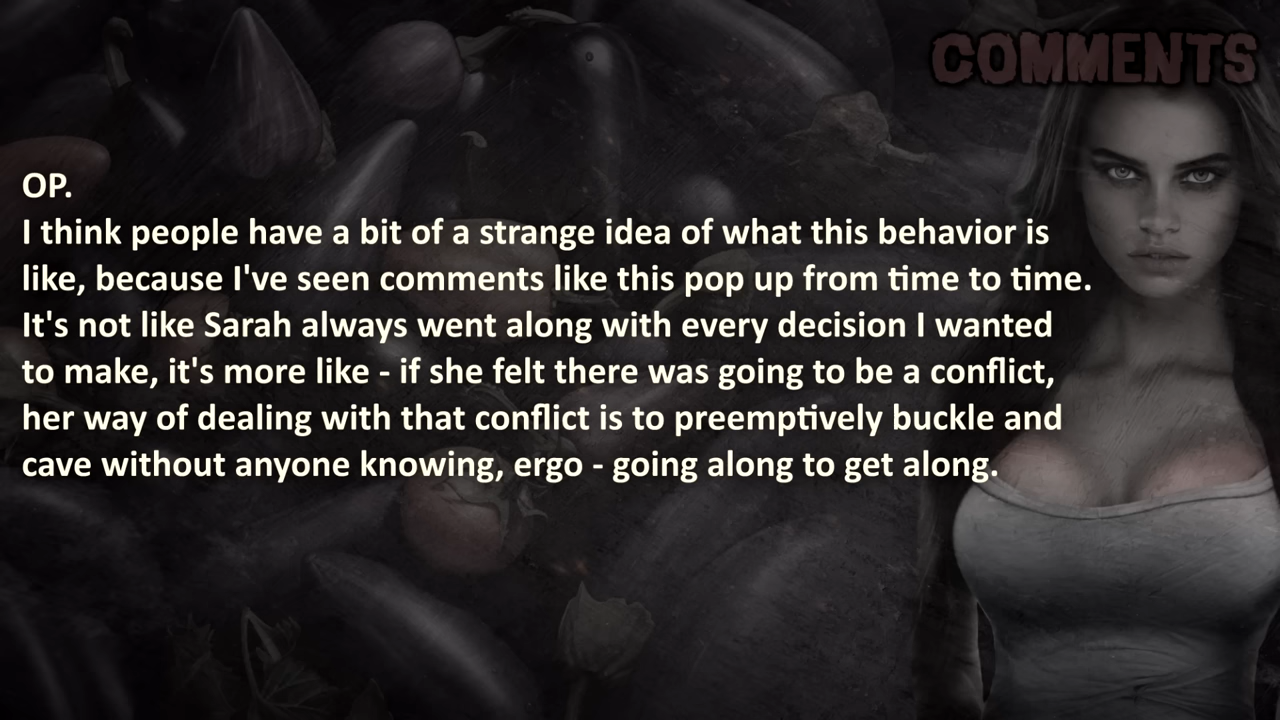 COMMENTS
OP.
I think people have a bit of a strange idea of what this behavior is
like, because I've seen comments like this pop up from time to time.
It's not like Sarah always went along with every decision I wanted
to make, it's more like - if she felt there was going to be a conflict,
her way of dealing with that conflict is to preemptively buckle and
cave without anyone knowing, ergo - going along to get along.